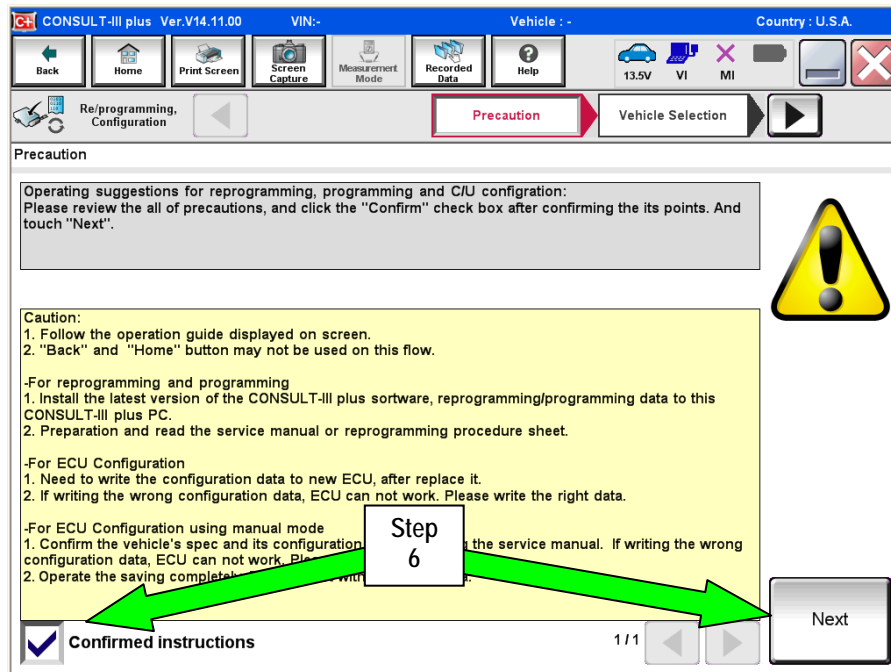 CONSULT-III plus Ver.V14.11.00 VIN:- Vehicle : - Country : U.S.A.
Back Home Print Screen Screen Capture Measurement Mode Recorded Data Help 13.5V VI MI
Re/programming, Configuration Precaution Vehicle Selection
Precaution
Operating suggestions for reprogramming, programming and C/U configration:
Please review the all of precautions, and click the "Confirm" check box after confirming the its points. And
touch "Next".
Caution:
1. Follow the operation guide displayed on screen.
2. "Back" and "Home" button may not be used on this flow.
-For reprogramming and programming
1. Install the latest version of the CONSULT-III plus sortware, reprogramming/programming data to this
CONSULT-III plus PC.
2. Preparation and read the service manual or reprogramming procedure sheet.
-For ECU Configuration
1. Need to write the configuration data to new ECU, after replace it.
2. If writing the wrong configuration data, ECU can not work. Please write the right data.
-For ECU Configuration using manual mode
1. Confirm the vehicle's spec and its configuration the service manual. If writing the wrong
configuration data, ECU can not work.
2. Operate the saving
Step
6
Confirmed instructions
1/1
Next